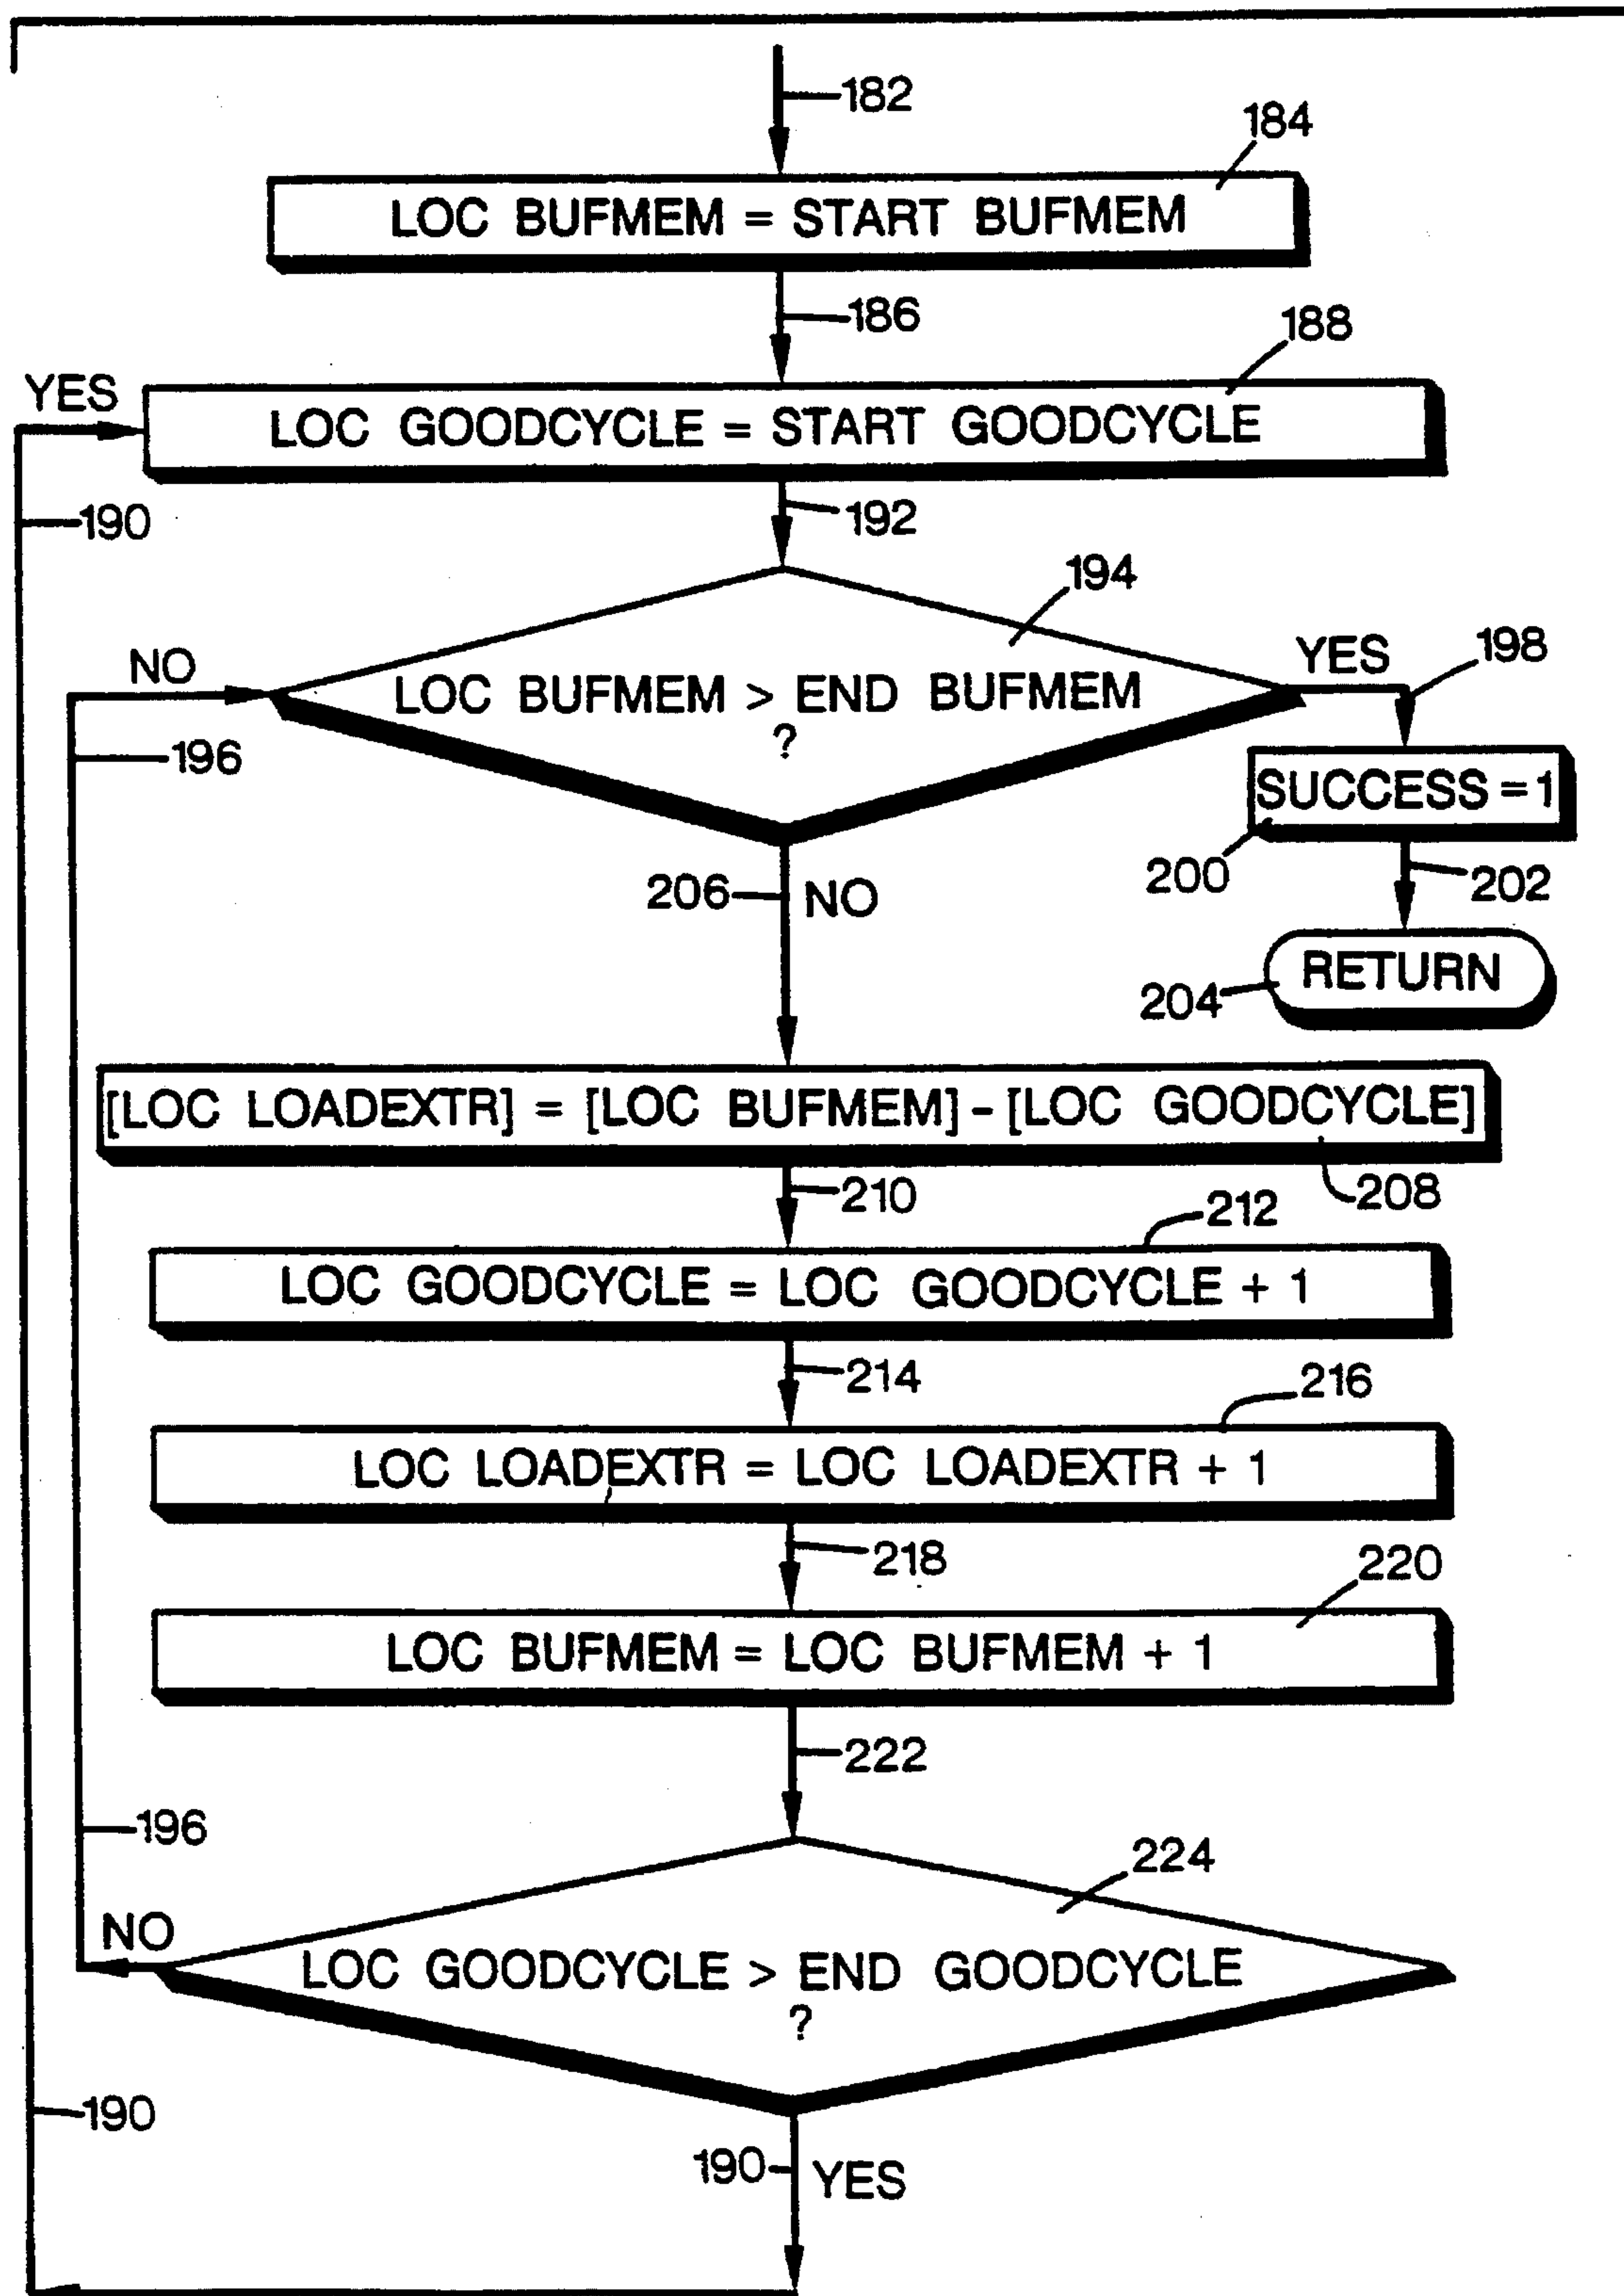 182
184
LOC BUFMEM = START BUFMEM
186
188
YES
LOC GOODCYCLE = START GOODCYCLE
190
192
194
NO
YES
198
LOC BUFMEM > END BUFMEM
?
196
SUCCESS = 1
200
202
206
NO
204
RETURN
[LOC LOADEXTR] = [LOC BUFMEM] - [LOC GOODCYCLE]
210
208
212
LOC GOODCYCLE = LOC GOODCYCLE + 1
214
216
LOC LOADEXTR = LOC LOADEXTR + 1
218
220
LOC BUFMEM = LOC BUFMEM + 1
222
196
224
NO
LOC GOODCYCLE > END GOODCYCLE
?
190
190
YES